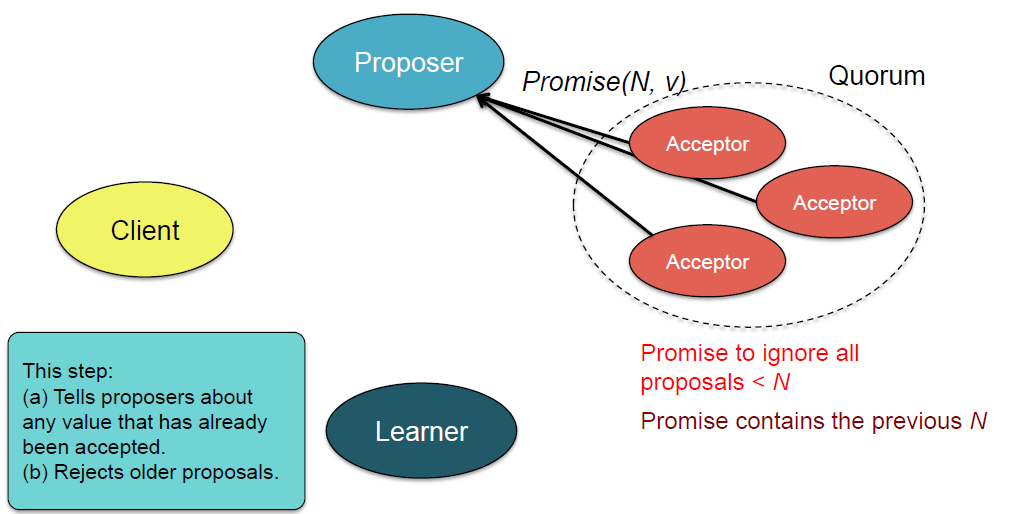 Proposer
Promise(N, v)
Quorum
Acceptor
Acceptor
Acceptor
Client
Promise to ignore all
proposals < N
Promise contains the previous N
This step:
(a) Tells proposers about
any value that has already
been accepted.
(b) Rejects older proposals.
Learner